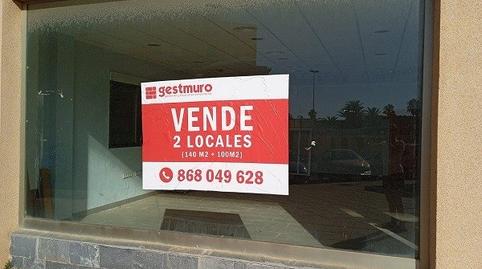 gestmuro
VENDE
2 LOCALES
(140 M2 + 100M2)
868 049 628